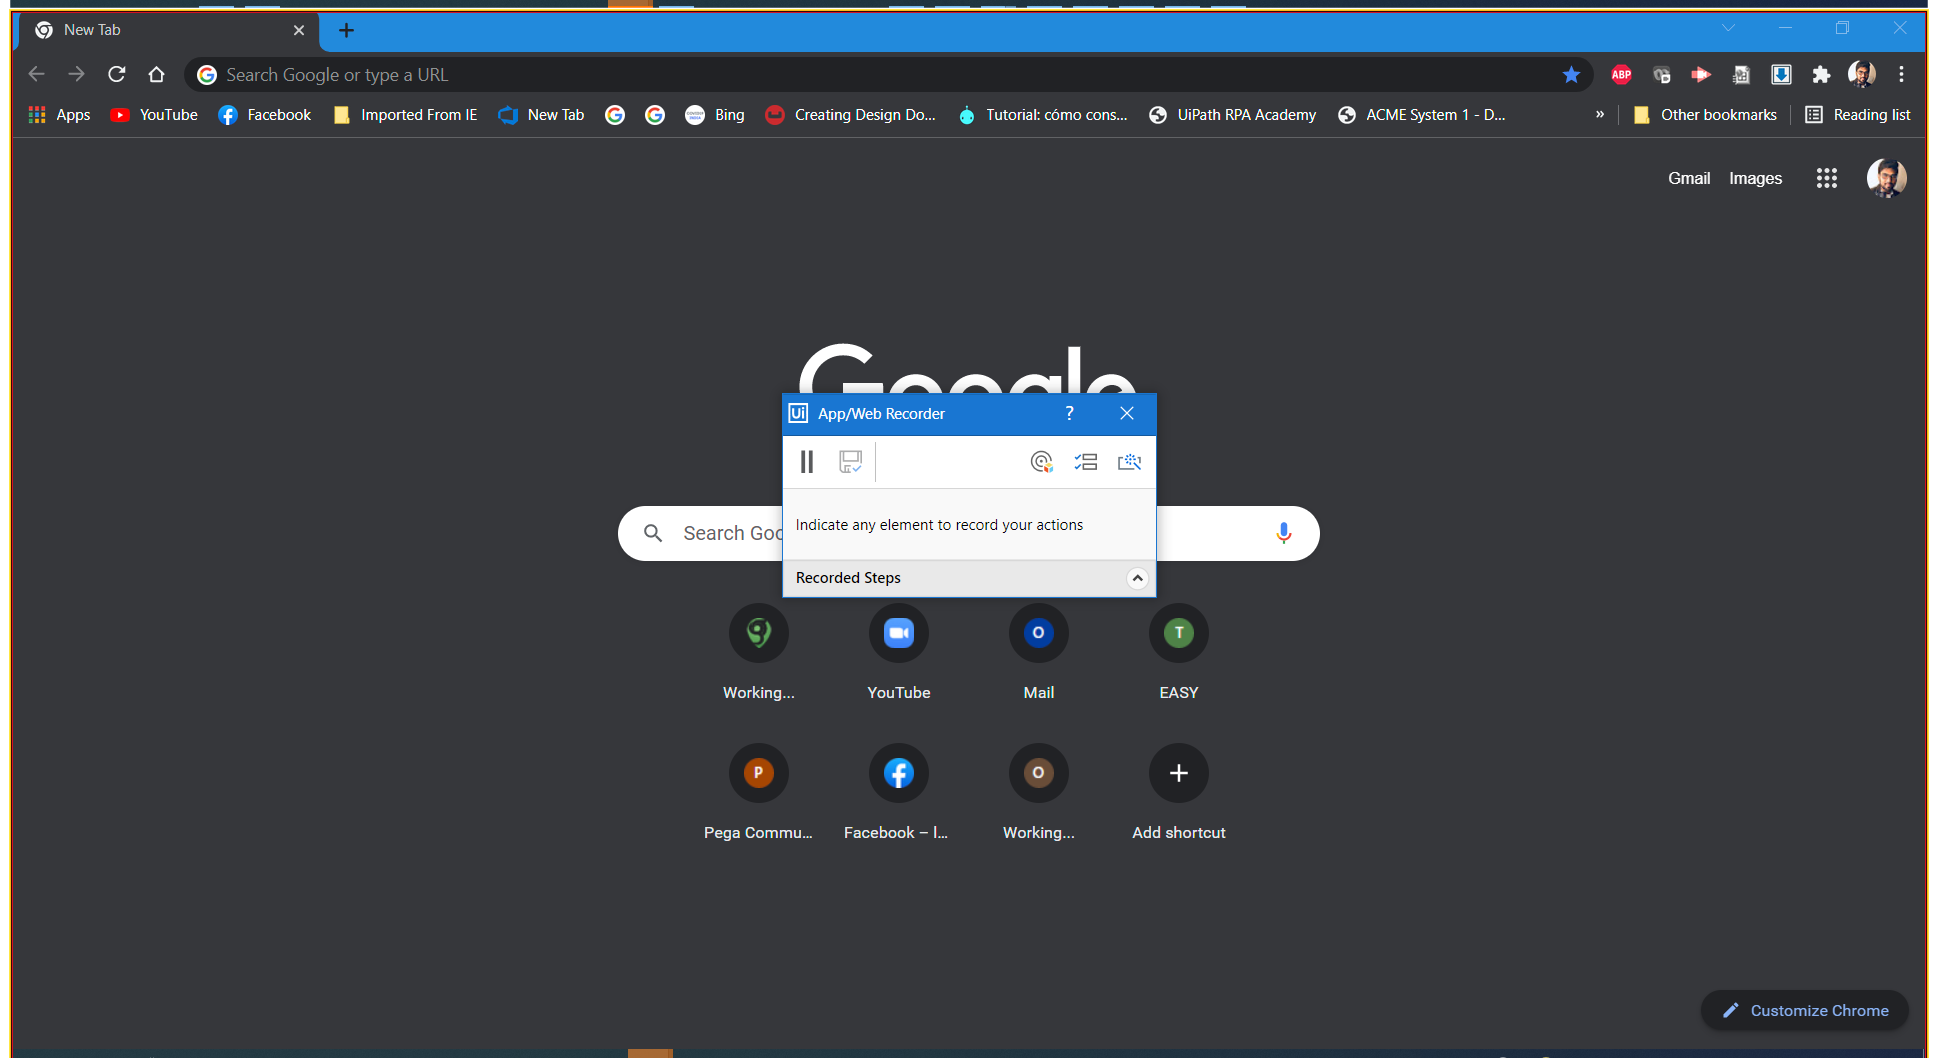 New Tab
Search Google or type a URL
ABP
Apps YouTube Facebook Imported From IE New Tab Bing Creating Design Do... Tutorial: cómo cons... UiPath RPA Academy ACME System 1 - D... » Other bookmarks Reading list
Gmail Images
Google
Ui App/Web Recorder ?
Search Goo
Indicate any element to record your actions
Recorded Steps
O T
Working... YouTube Mail EASY
P O
Pega Commu... Facebook – l... Working... Add shortcut
Customize Chrome